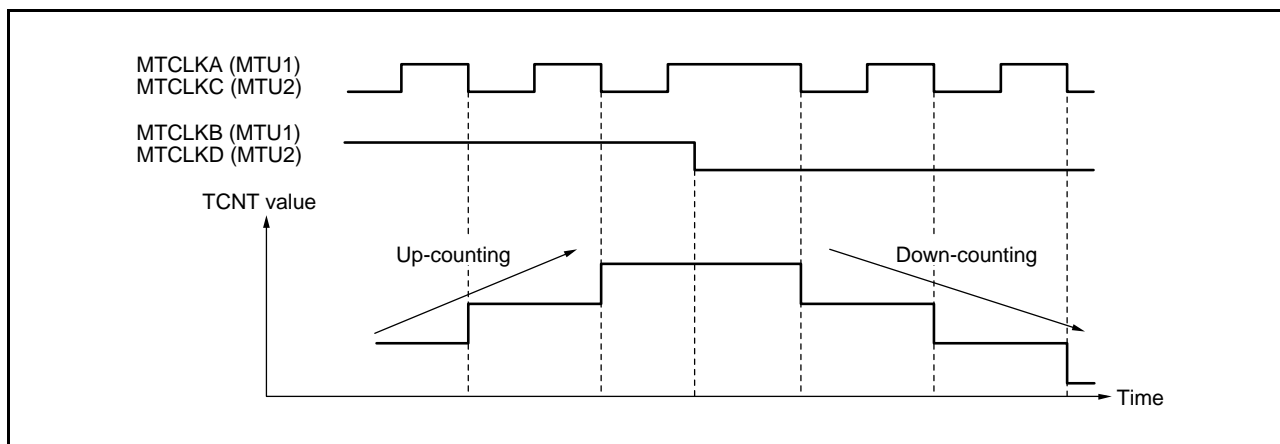 MTCLKA (MTU1)
MTCLKC (MTU2)
MTCLKB (MTU1)
MTCLKD (MTU2)
TCNT value
Up-counting
Down-counting
Time